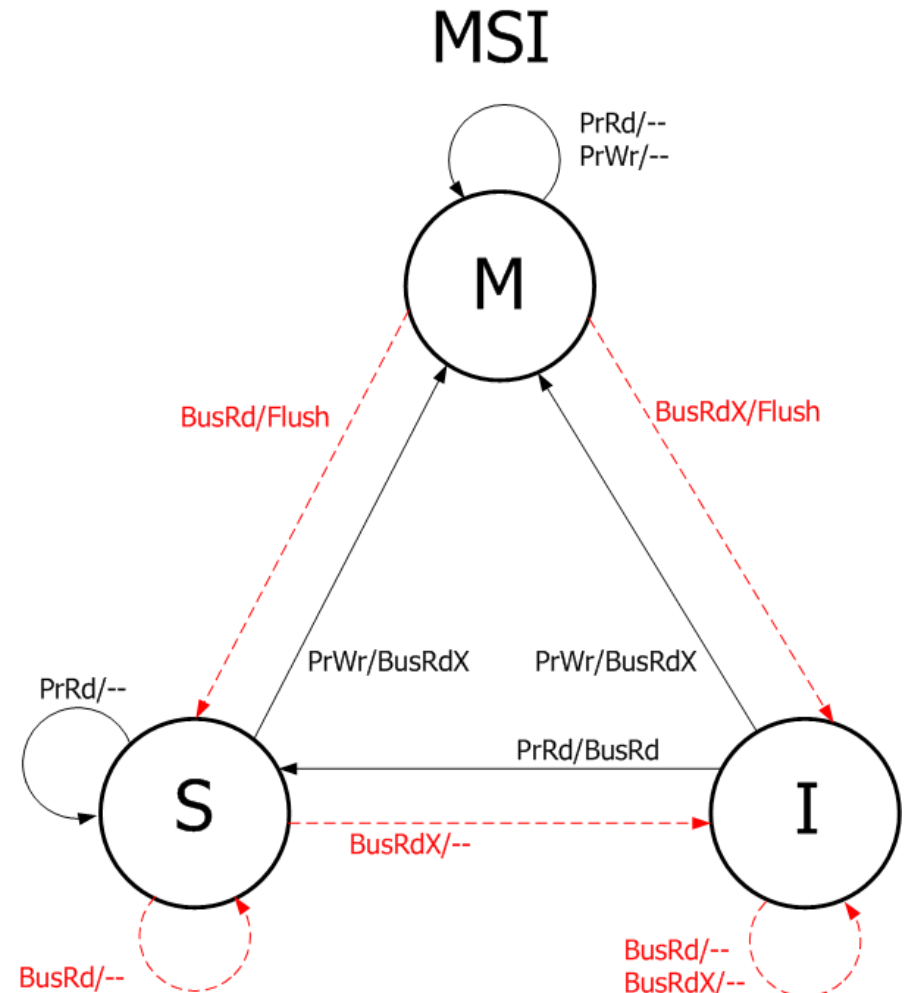 MSI
PrRd/--
PrWr/--
M
BusRd/Flush
BusRdX/Flush
PrWr/BusRdX
PrWr/BusRdX
PrRd/--
PrRd/BusRd
S
I
BusRdX/--
BusRd/--
BusRd/--
BusRdX/--